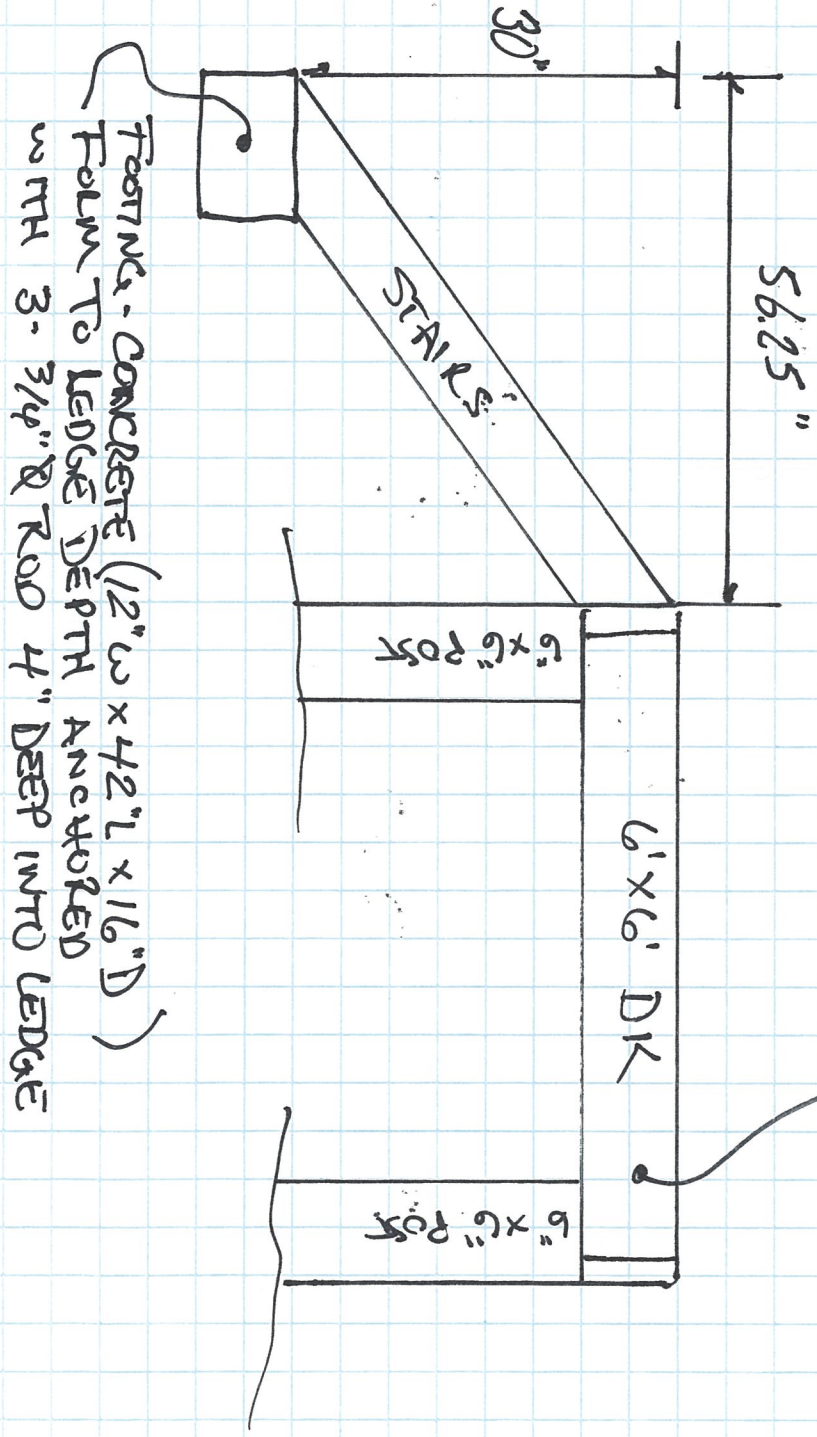 56.25"
30"
STAIRS
6'X6' DK
6"X6" POST
6"X6" POST
FOOTING - CONCRETE (12"W X 42"L X 16"D)
FORM TO LEDGE DEPTH ANCHORED
WITH 3- 3/4" Ø ROD 4" DEEP INTO LEDGE